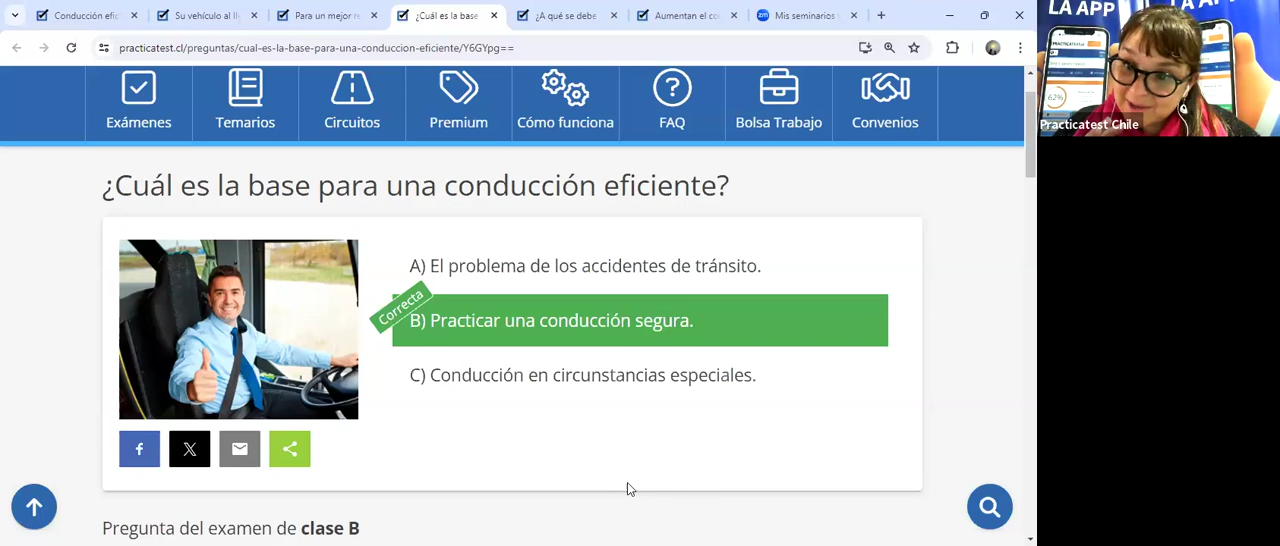 Conducción efic
Su vehículo al ll
Para un mejor re
¿Cuál es la base
¿A qué se debe
Aumentan el co
zm Mis seminarios
practicatest.cl/preguntas/cual-es-la-base-para-una-conduccion-eficiente/Y6GYpg==
Exámenes
Temarios
Circuitos
Premium
Cómo funciona
FAQ
Bolsa Trabajo
Convenios
¿Cuál es la base para una conducción eficiente?
A) El problema de los accidentes de tránsito.
Correcta
B) Practicar una conducción segura.
C) Conducción en circunstancias especiales.
Pregunta del examen de clase B
LA APP
62%
Practicatest Chile